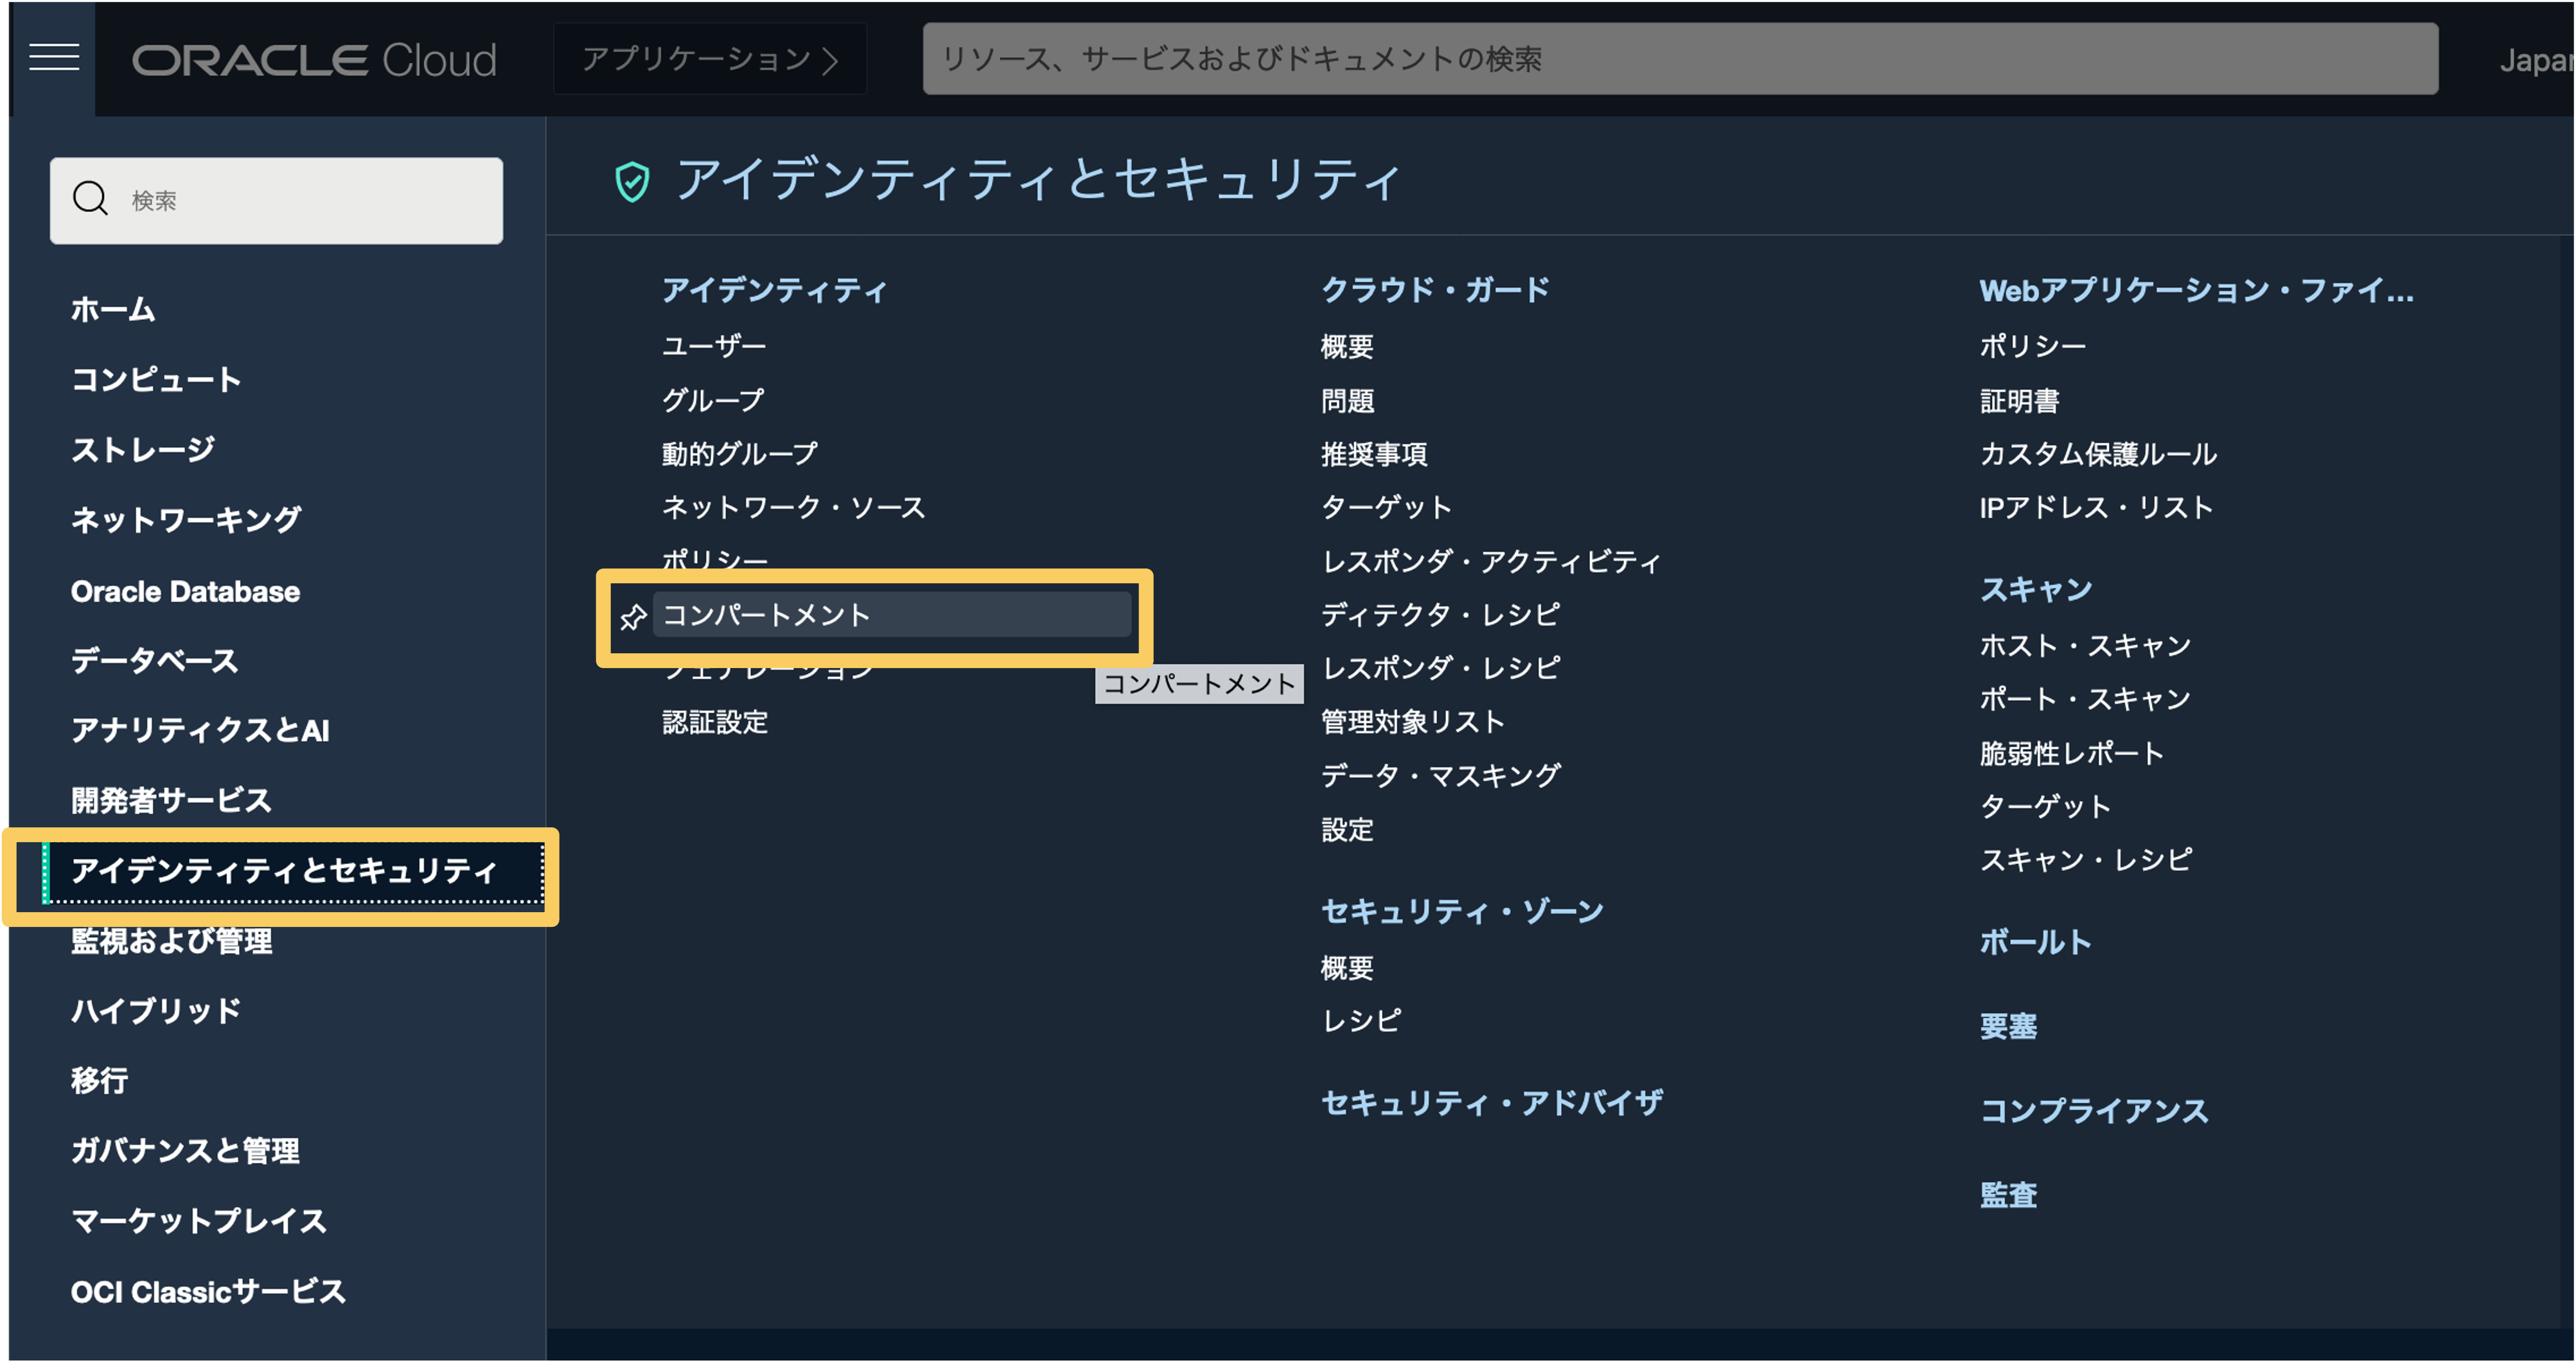 ORACLE Cloud
アプリケーション
リソース、サービスおよびドキュメントの検索
Japan
検索
ホーム
コンピュート
ストレージ
ネットワーキング
Oracle Database
データベース
アナリティクスとAI
開発者サービス
アイデンティティとセキュリティ
監視および管理
ハイブリッド
移行
ガバナンスと管理
マーケットプレイス
OCI Classicサービス
アイデンティティとセキュリティ
アイデンティティ
ユーザー
グループ
動的グループ
ネットワーク・ソース
ポリシー
コンパートメント
フェデレーション
コンパートメント
認証設定
クラウド・ガード
概要
問題
推奨事項
ターゲット
レスポンダ・アクティビティ
ディテクタ・レシピ
レスポンダ・レシピ
管理対象リスト
データ・マスキング
設定
セキュリティ・ゾーン
概要
レシピ
セキュリティ・アドバイザ
Webアプリケーション・ファイ...
ポリシー
証明書
カスタム保護ルール
IPアドレス・リスト
スキャン
ホスト・スキャン
ポート・スキャン
脆弱性レポート
ターゲット
スキャン・レシピ
ボールト
要塞
コンプライアンス
監査